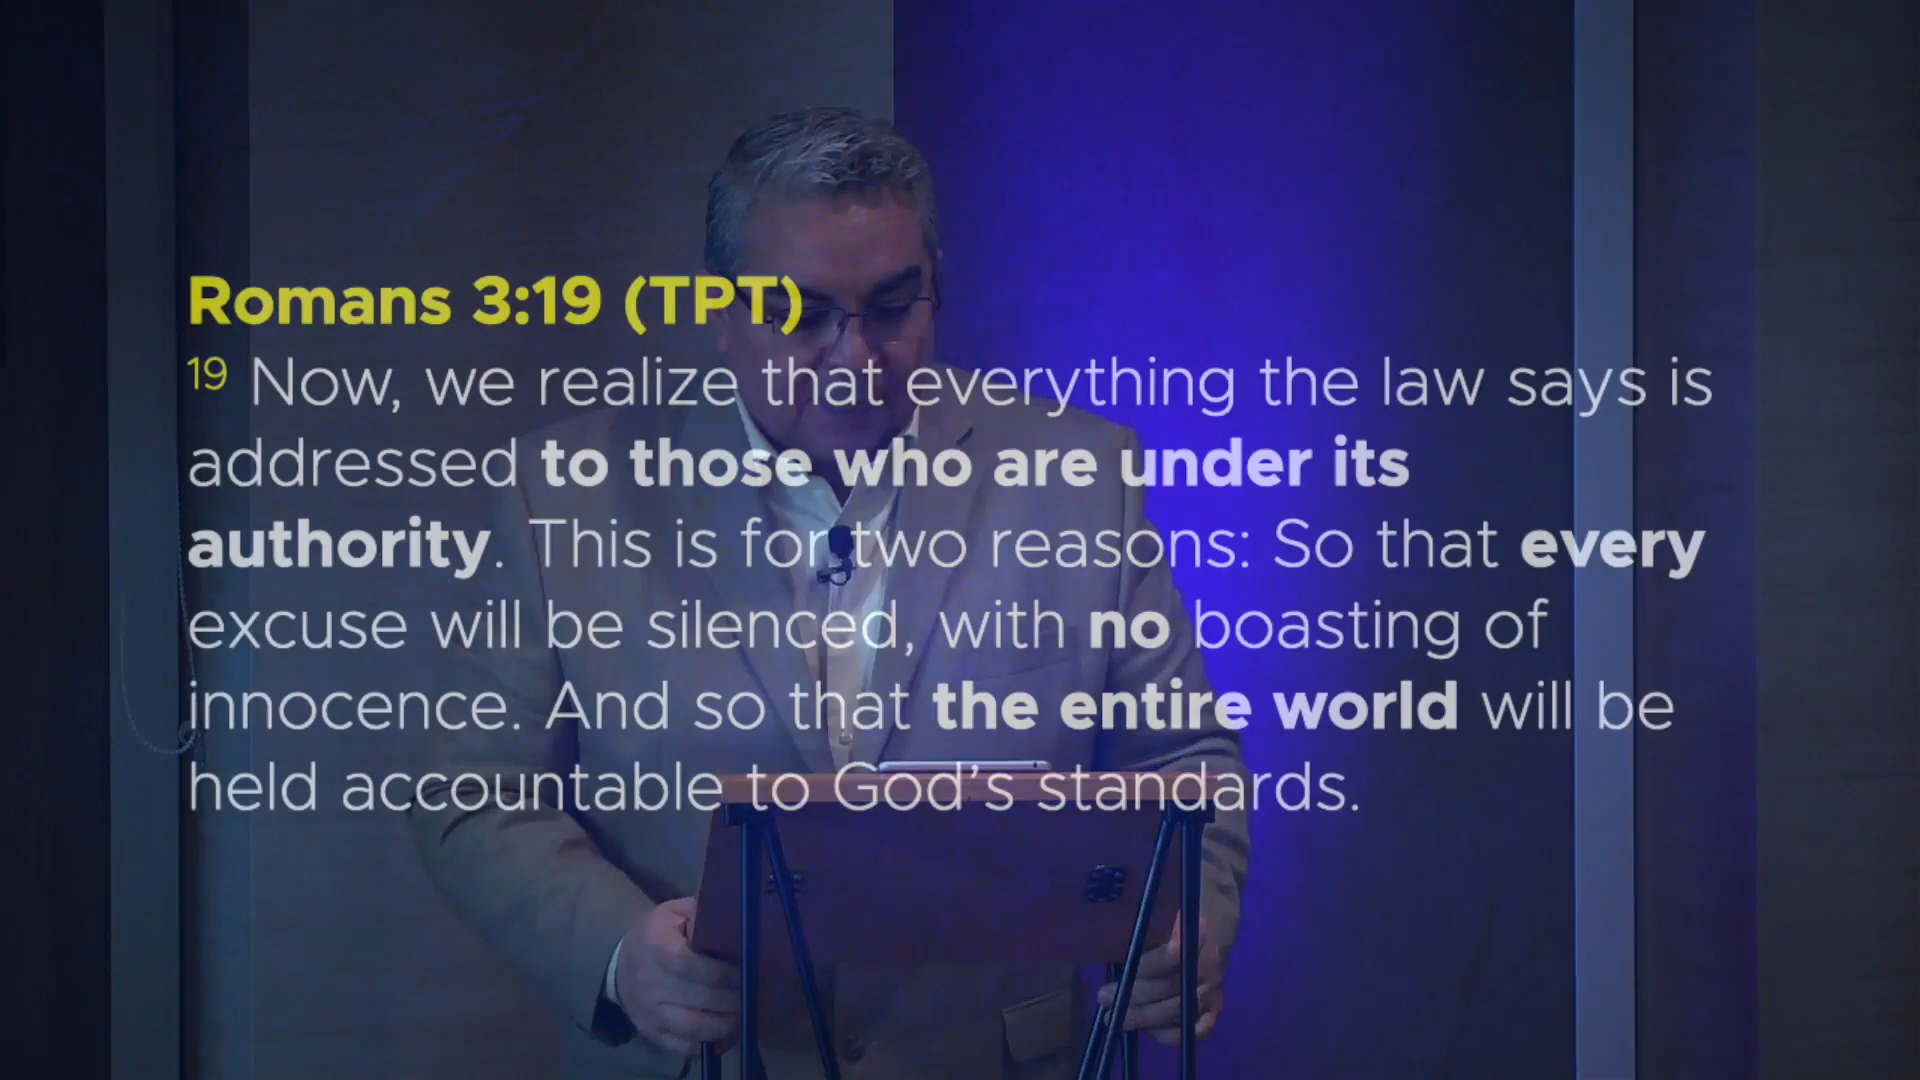 Romans 3:19 (TPT)
19 Now, we realize that everything the law says is
addressed to those who are under its
authority. This is for two reasons: So that every
excuse will be silenced, with no boasting of
innocence. And so that the entire world will be
held accountable to God's standards.